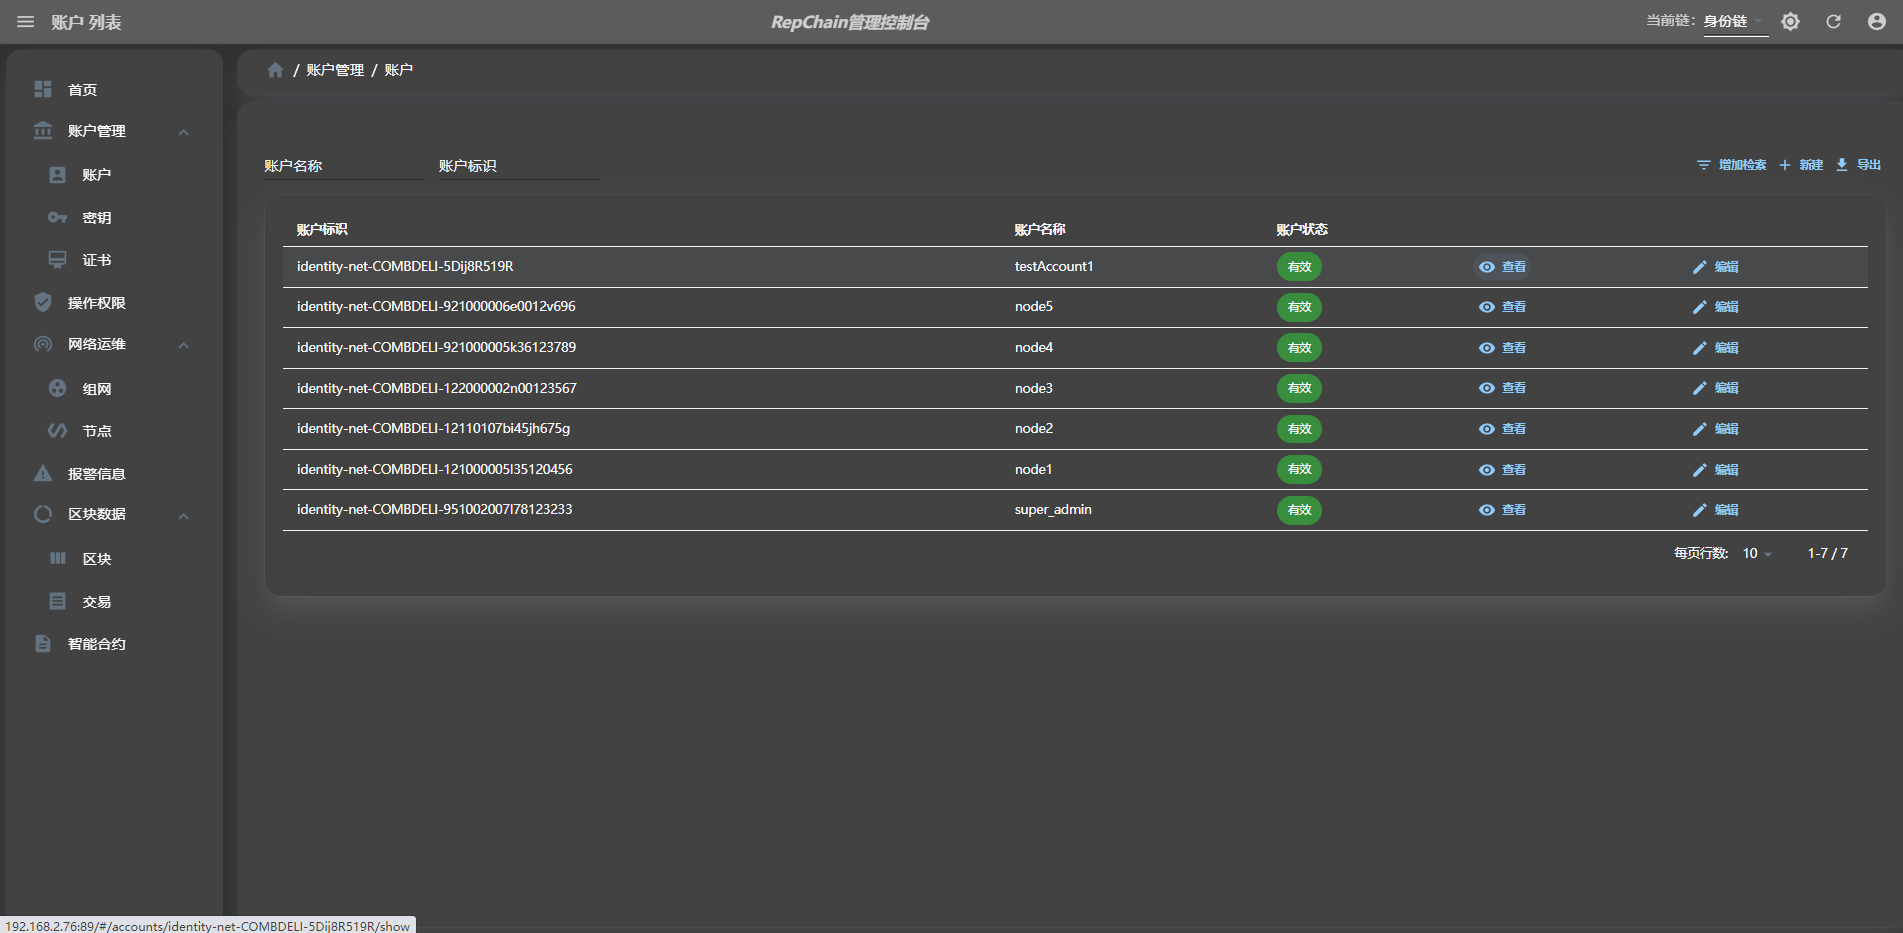 账户 列表
RepChain管理控制台
当前链: 身份链
首页
账户管理
账户
密钥
证书
操作权限
网络运维
组网
节点
报警信息
区块数据
区块
交易
智能合约
/ 账户管理 / 账户
账户名称 账户标识
增加检索 新建 导出
账户标识 账户名称 账户状态
identity-net-COMBDELI-5Dij8R519R testAccount1 有效 查看 编辑
identity-net-COMBDELI-921000006e0012v696 node5 有效 查看 编辑
identity-net-COMBDELI-921000005k36123789 node4 有效 查看 编辑
identity-net-COMBDELI-122000002n00123567 node3 有效 查看 编辑
identity-net-COMBDELI-12110107bi45jh675g node2 有效 查看 编辑
identity-net-COMBDELI-121000005l35120456 node1 有效 查看 编辑
identity-net-COMBDELI-951002007l78123233 super_admin 有效 查看 编辑
每页行数: 10 1-7 / 7
192.168.2.76:89/#/accounts/identity-net-COMBDELI-5Dij8R519R/show